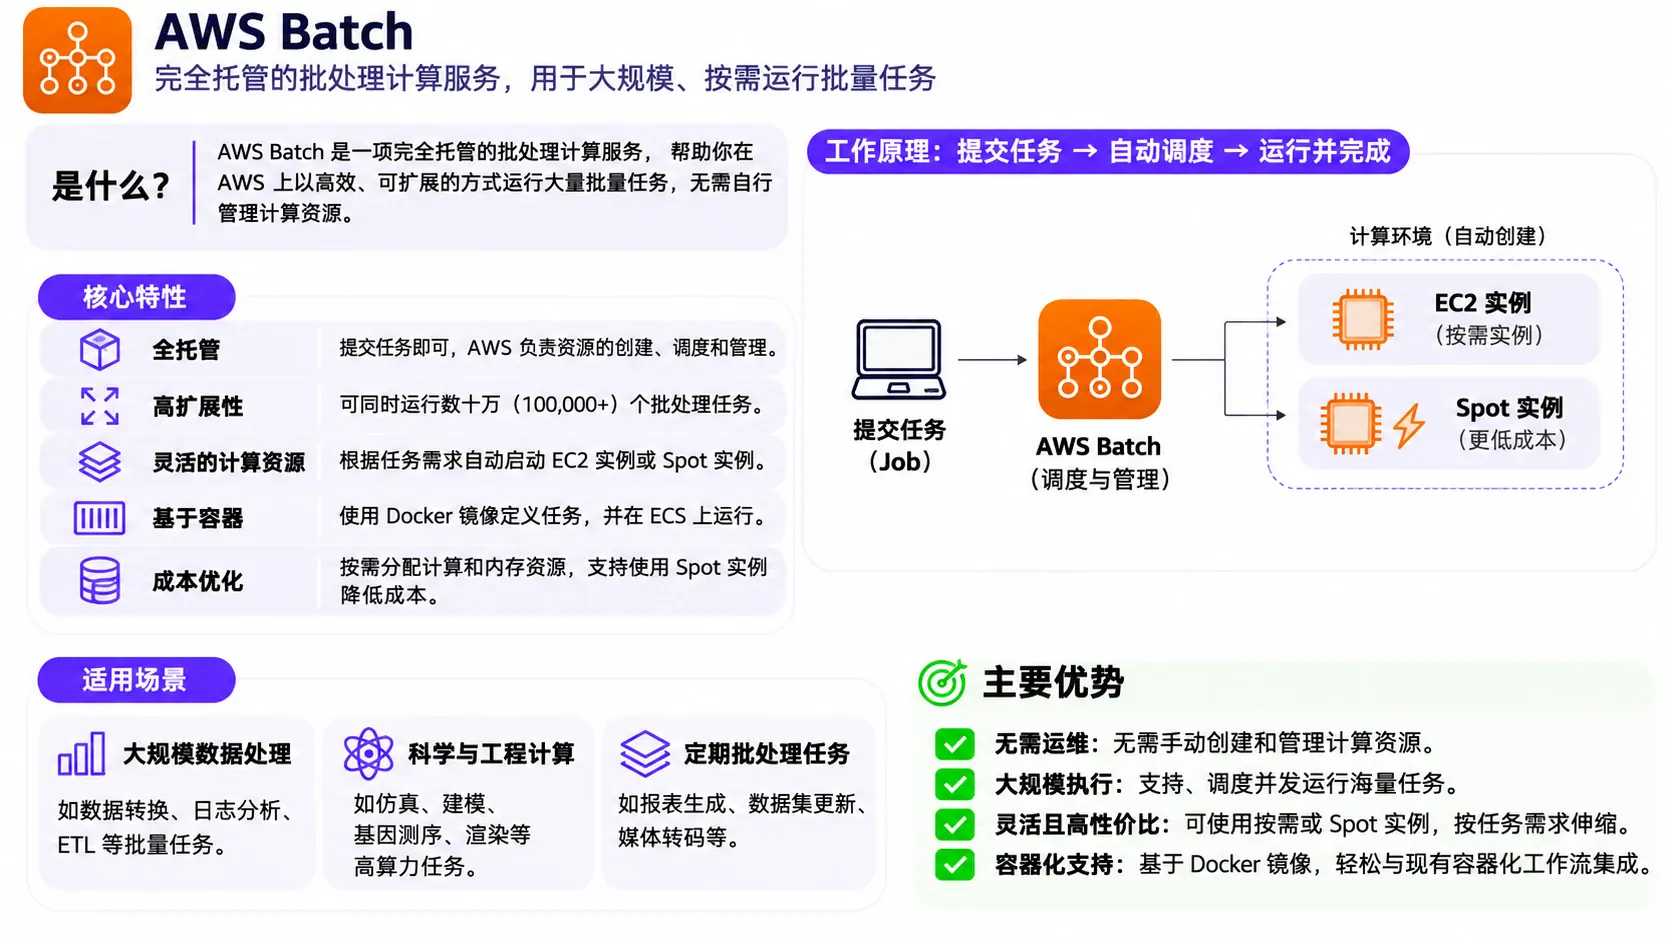 AWS Batch
完全托管的批处理计算服务，用于大规模、按需运行批量任务
是什么？
AWS Batch 是一项完全托管的批处理计算服务， 帮助你在
AWS 上以高效、可扩展的方式运行大量批量任务，无需自行
管理计算资源。
核心特性
全托管
提交任务即可，AWS 负责资源的创建、调度和管理。
高扩展性
可同时运行数十万（100,000+）个批处理任务。
灵活的计算资源
根据任务需求自动启动 EC2 实例或 Spot 实例。
基于容器
使用 Docker 镜像定义任务，并在 ECS 上运行。
成本优化
按需分配计算和内存资源，支持使用 Spot 实例
降低成本。
工作原理：提交任务 → 自动调度 → 运行并完成
计算环境（自动创建）
提交任务
（Job）
AWS Batch
（调度与管理）
EC2 实例
（按需实例）
Spot 实例
（更低成本）
适用场景
大规模数据处理
如数据转换、日志分析、
ETL 等批量任务。
科学与工程计算
如仿真、建模、
基因测序、渲染等
高算力任务。
定期批处理任务
如报表生成、数据集更新、
媒体转码等。
主要优势
无需运维：无需手动创建和管理计算资源。
大规模执行：支持、调度并发运行海量任务。
灵活且高性价比：可使用按需或 Spot 实例，按任务需求伸缩。
容器化支持：基于 Docker 镜像，轻松与现有容器化工作流集成。